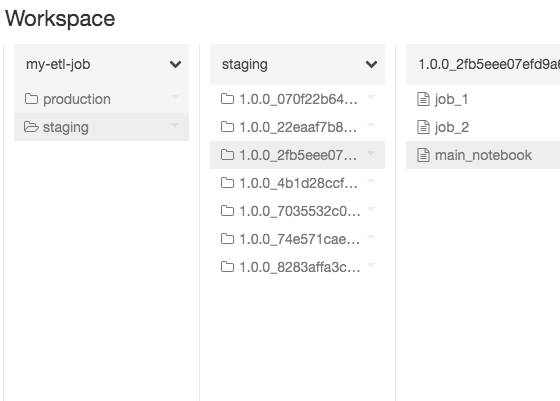 Workspace
my-etl-job
production
staging
staging
1.0.0_070f22b64...
1.0.0_22eaaf7b8...
1.0.0_2fb5eee07...
1.0.0_4b1d28ccf...
1.0.0_7035532c0...
1.0.0_74e571cae...
1.0.0_8283affa3c...
1.0.0_2fb5eee07efd9a6
job_1
job_2
main_notebook